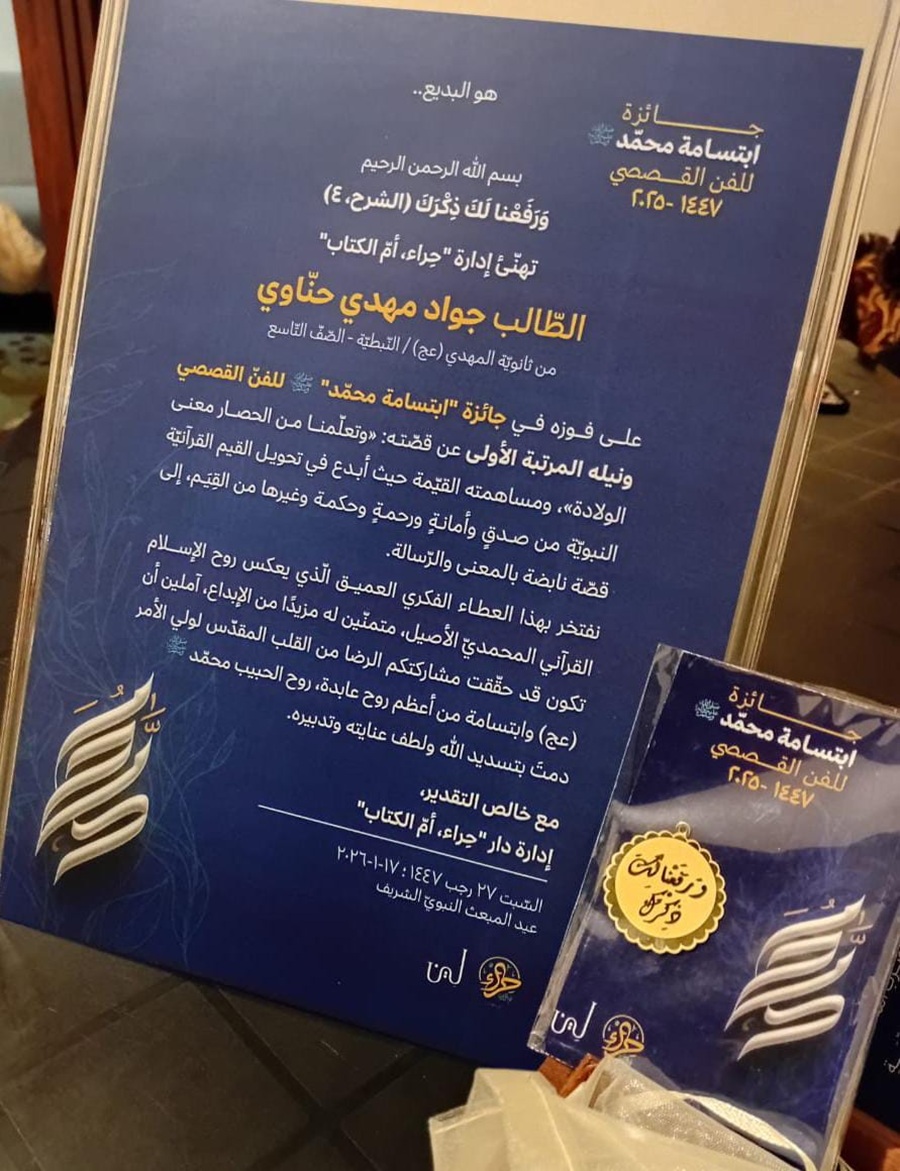 هو البديع..
جائزة
ابتسامة محمّد ﷺ
للفن القصصي
١٤٤٧ -٢٠٢٥
بسم الله الرحمن الرحيم
وَرَفَعْنا لَكَ ذِكْرَكَ (الشرح، ٤)
تهنّئ إدارة "حِراء، أمّ الكتاب"
الطّالب جواد مهدي حنّاوي
من ثانويّة المهدي (عج) / النّبطيّة - الصّفّ التّاسع
على فوزه في جائزة "ابتسامة محمّد" ﷺ للفنّ القصصي
ونيله المرتبة الأولى عن قصّته: «وتعلّمنا من الحصار معنى
الولادة»، ومساهمته القيّمة حيث أبدع في تحويل القيم القرآنيّة
النبويّة من صدقٍ وأمانةٍ ورحمةٍ وحكمة وغيرها من القِيَم، إلى
قصّة نابضة بالمعنى والرّسالة.
نفتخر بهذا العطاء الفكري العميق الّذي يعكس روح الإسلام
القرآني المحمديّ الأصيل، متمنّين له مزيدًا من الإبداع، آملين أن
تكون قد حقّقت مشاركتكم الرضا من القلب المقدّس لولي الأمر
(عج) وابتسامة من أعظم روح عابدة، روح الحبيب محمّد ﷺ
دمتَ بتسديد الله ولطف عنايته وتدبيره.
مع خالص التقدير،
إدارة دار "حِراء، أمّ الكتاب"
السّبت ٢٧ رجب ١٤٤٧ : ١٧-١-٢٠٢٦
عيد المبعث النبويّ الشريف
حراء
جائزة
ابتسامة محمّد ﷺ
للفن القصصي
١٤٤٧ -٢٠٢٥
ورفعنا لك
ذكرك
حراء